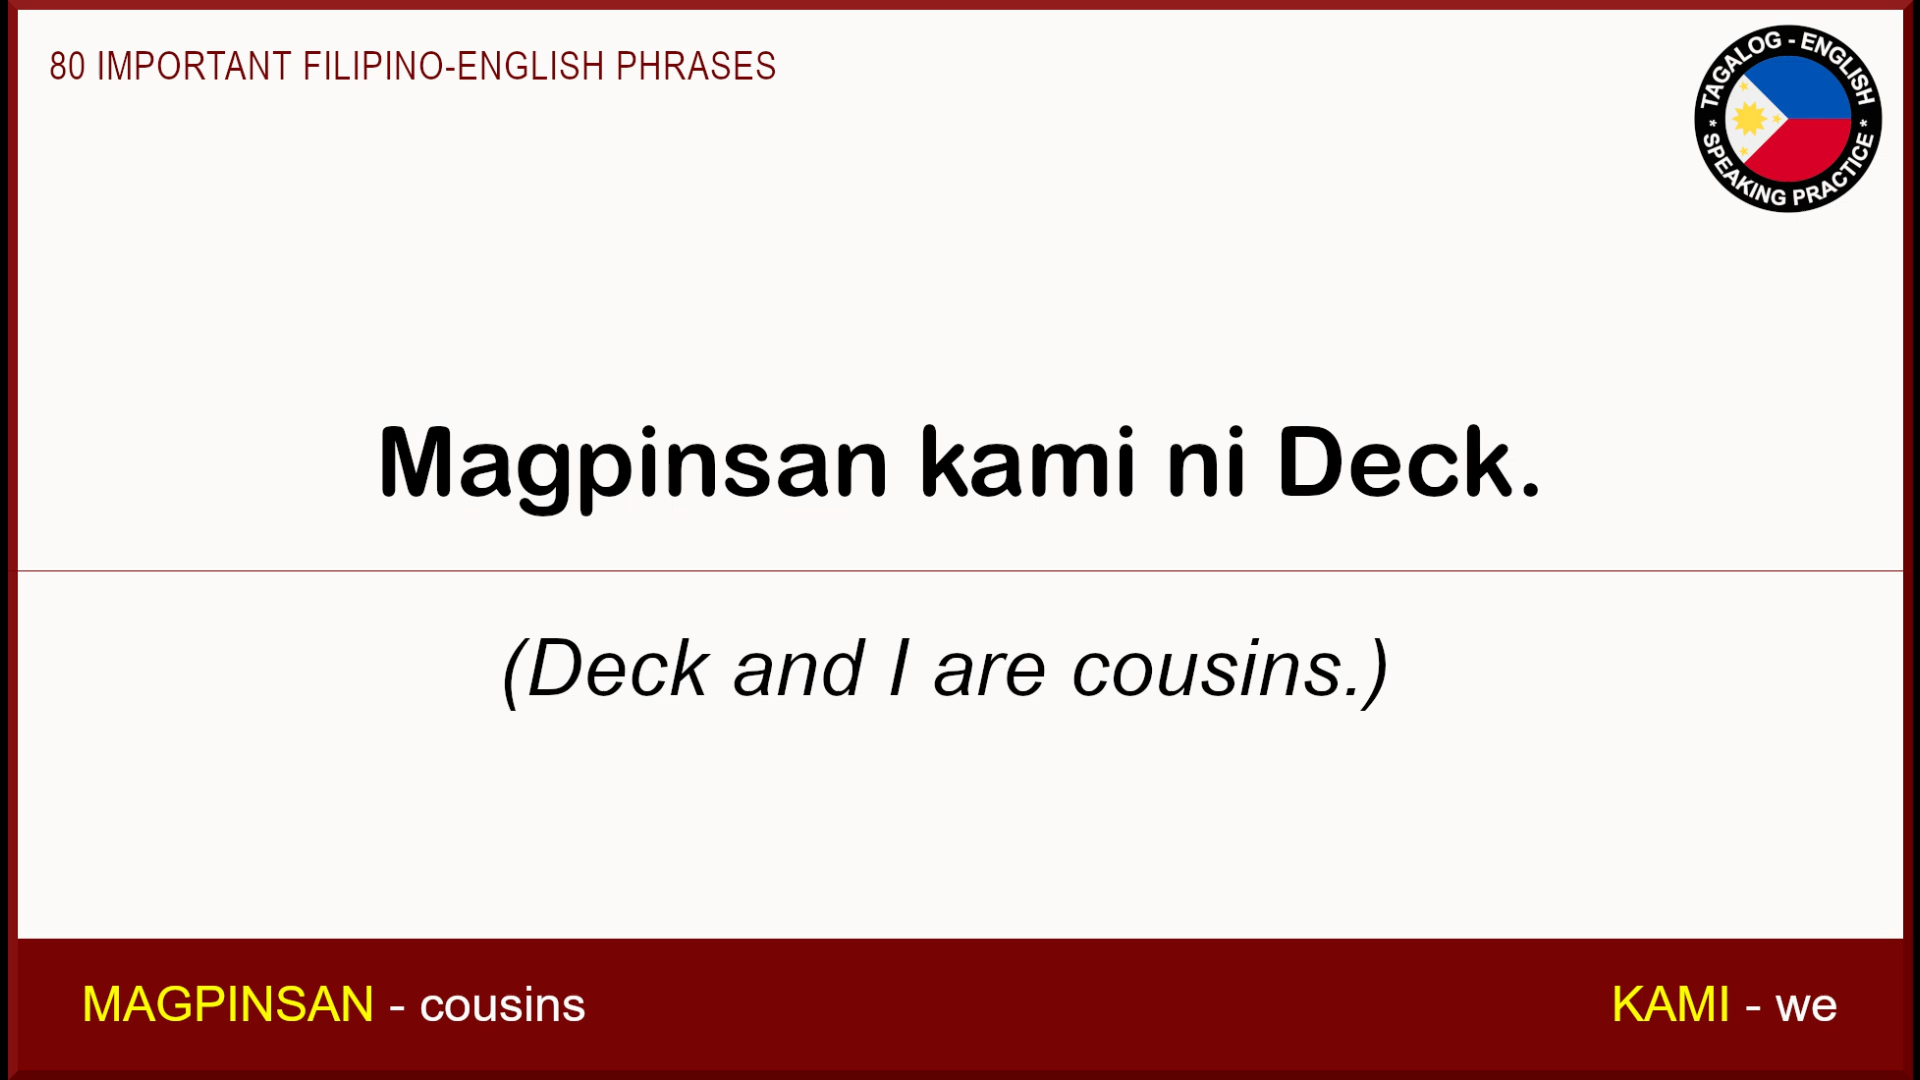 80 IMPORTANT FILIPINO-ENGLISH PHRASES
TAGALOG - ENGLISH
* SPEAKING PRACTICE *
Magpinsan kami ni Deck.
(Deck and I are cousins.)
MAGPINSAN - cousins
KAMI - we